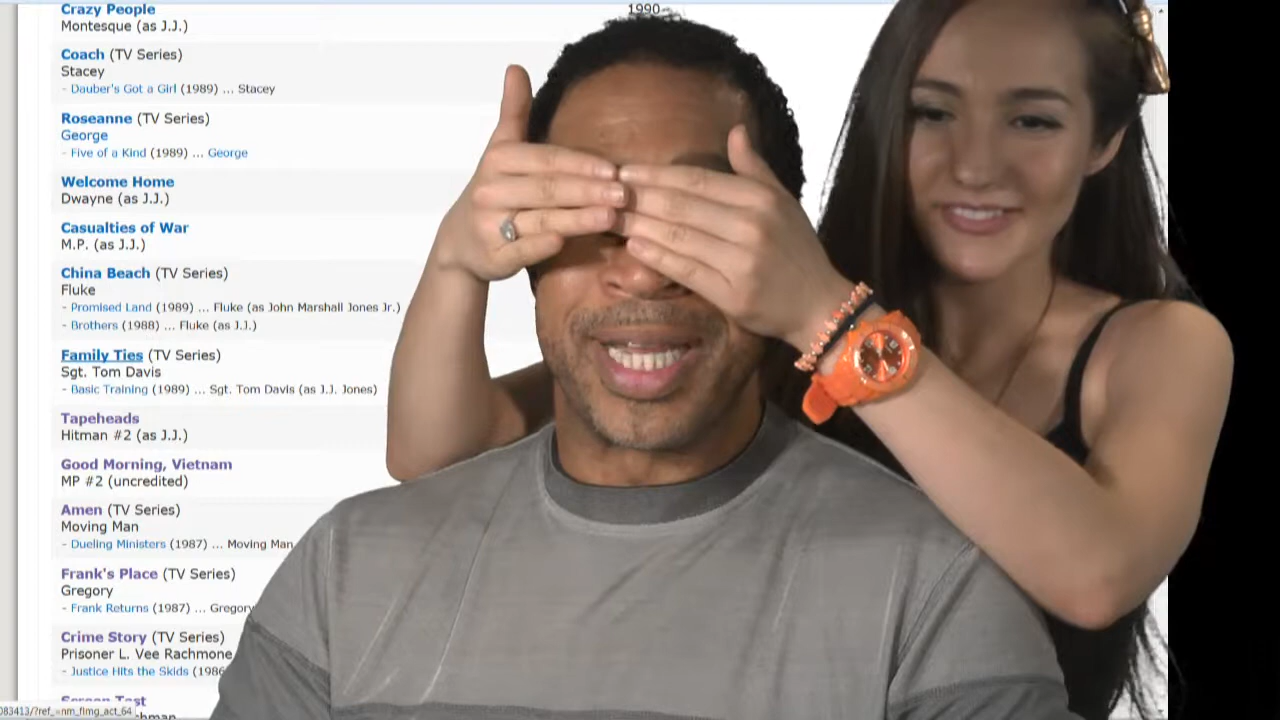 Crazy People
1990
Montesque (as J.J.)
Coach (TV Series)
Stacey
- Dauber's Got a Girl (1989) ... Stacey
Roseanne (TV Series)
George
- Five of a Kind (1989) ... George
Welcome Home
Dwayne (as J.J.)
Casualties of War
M.P. (as J.J.)
China Beach (TV Series)
Fluke
- Promised Land (1989) ... Fluke (as John Marshall Jones Jr.)
- Brothers (1988) ... Fluke (as J.J.)
Family Ties (TV Series)
Sgt. Tom Davis
- Basic Training (1989) ... Sgt. Tom Davis (as J.J. Jones)
Tapeheads
Hitman #2 (as J.J.)
Good Morning, Vietnam
MP #2 (uncredited)
Amen (TV Series)
Moving Man
- Dueling Ministers (1987) ... Moving Man
Frank's Place (TV Series)
Gregory
- Frank Returns (1987) ... Gregory
Crime Story (TV Series)
Prisoner L. Vee Rachmone
- Justice Hits the Skids (1986
Screen Test
083413/?ref_=nm_flmg_act_64